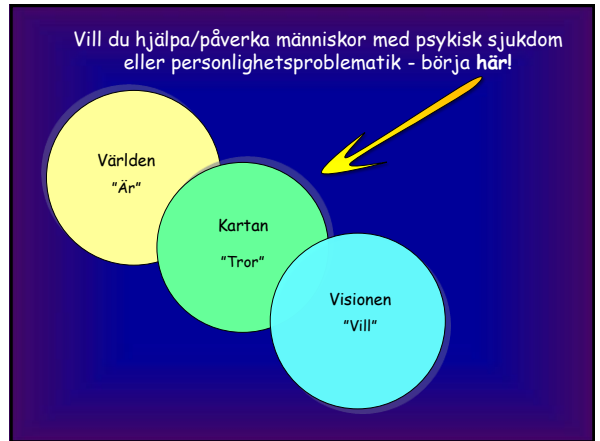 Vill du hjälpa/påverka människor med psykisk sjukdom
eller personlighetsproblematik - börja här!
Världen
"Är"
Kartan
"Tror"
Visionen
"Vill"